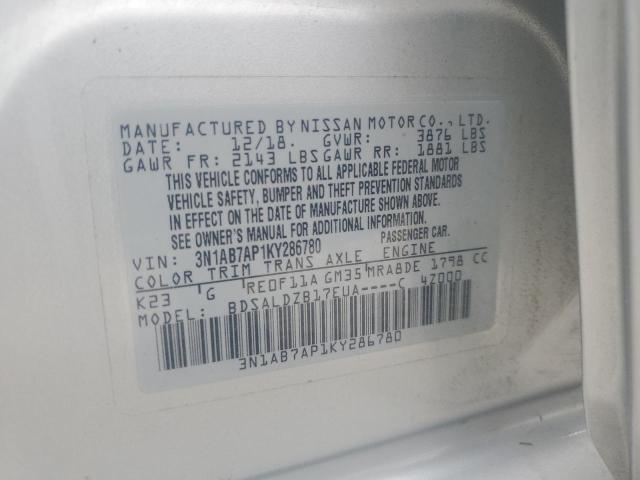 MANUFACTURED BY NISSAN MOTOR CO., LTD.
DATE: 12/18. GVWR: 3876 LBS
GAWR FR: 2143 LBS GAWR RR: 1881 LBS
THIS VEHICLE CONFORMS TO ALL APPLICABLE FEDERAL MOTOR
VEHICLE SAFETY, BUMPER AND THEFT PREVENTION STANDARDS
IN EFFECT ON THE DATE OF MANUFACTURE SHOWN ABOVE.
SEE OWNER'S MANUAL FOR ADDITIONAL INFORMATION.
VIN: 3N1AB7AP1KY286780 PASSENGER CAR.
COLOR TRIM TRANS AXLE ENGINE
K23 G RE0F11A GM35 MRA8DE 1798 CC
MODEL: BDSALDZB17EUA----C 4Z000
3N1AB7AP1KY286780